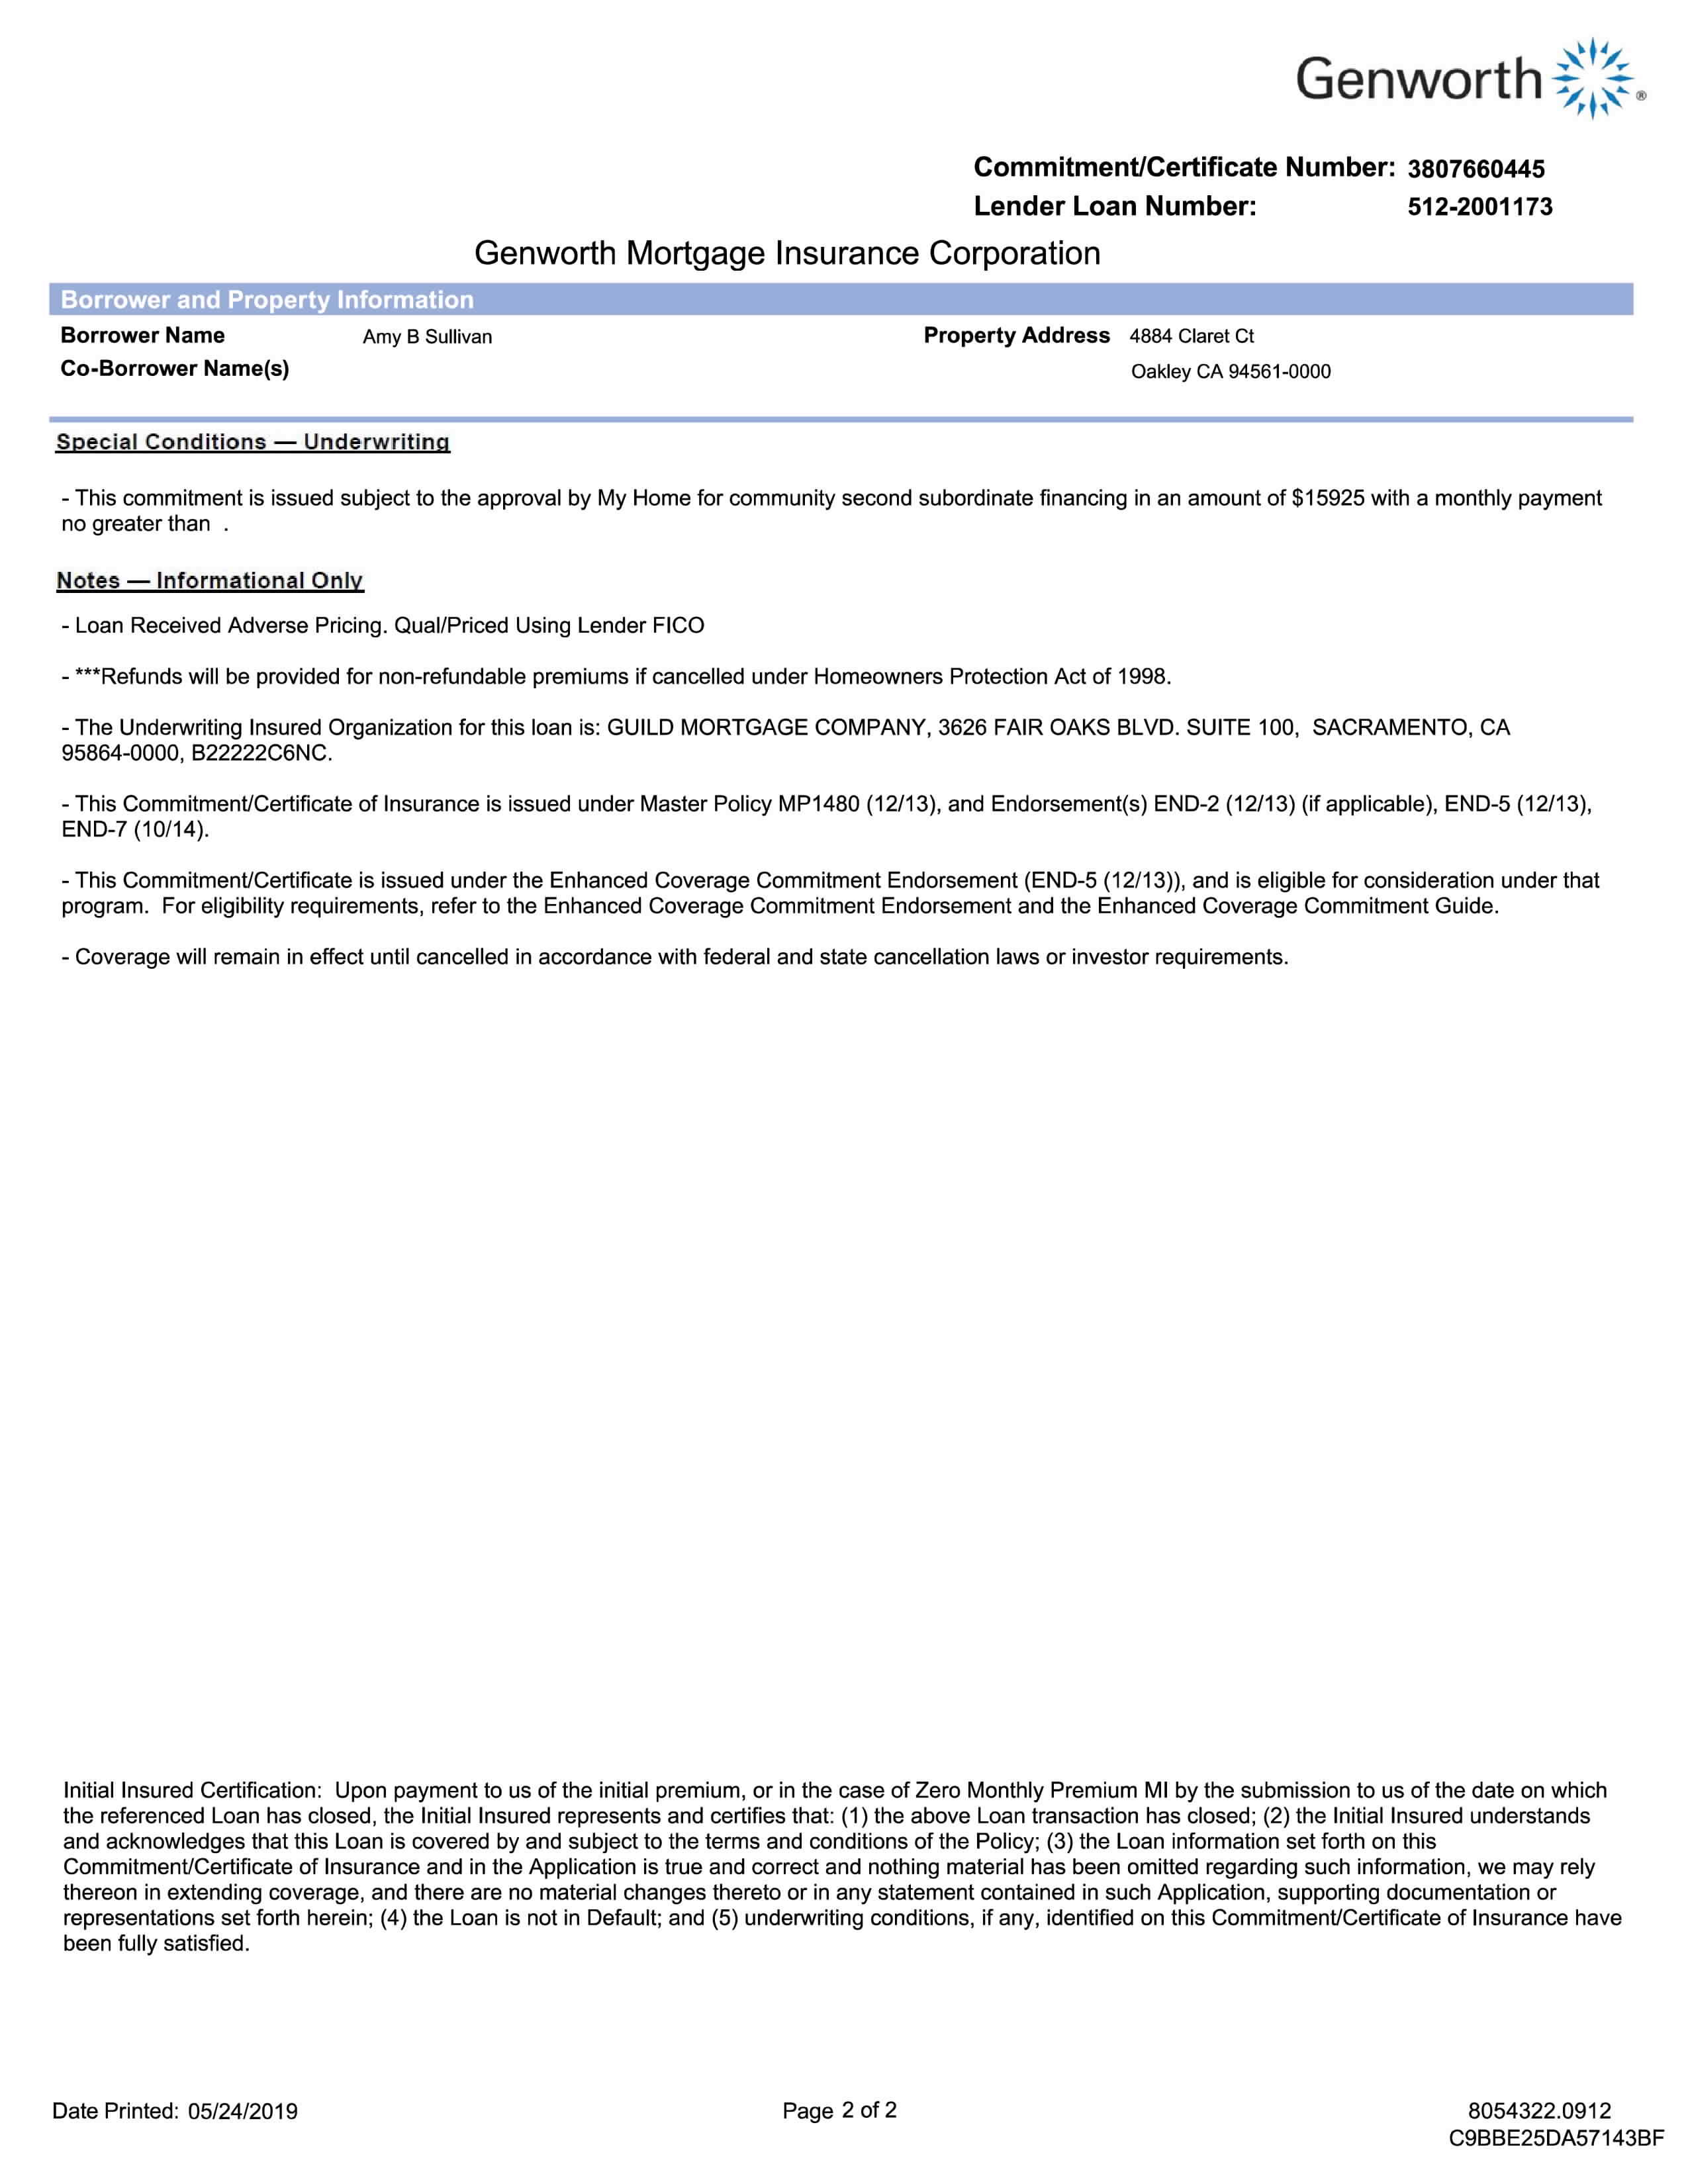 Genworth
Commitment/Certificate Number: 3807660445
Lender Loan Number: 512-2001173
Genworth Mortgage Insurance Corporation
Borrower and Property Information
Borrower Name Amy B Sullivan Property Address 4884 Claret Ct
Co-Borrower Name(s) Oakley CA 94561-0000
Special Conditions — Underwriting
- This commitment is issued subject to the approval by My Home for community second subordinate financing in an amount of $15925 with a monthly payment
no greater than .
Notes — Informational Only
- Loan Received Adverse Pricing. Qual/Priced Using Lender FICO
- ***Refunds will be provided for non-refundable premiums if cancelled under Homeowners Protection Act of 1998.
- The Underwriting Insured Organization for this loan is: GUILD MORTGAGE COMPANY, 3626 FAIR OAKS BLVD. SUITE 100, SACRAMENTO, CA
95864-0000, B22222C6NC.
- This Commitment/Certificate of Insurance is issued under Master Policy MP1480 (12/13), and Endorsement(s) END-2 (12/13) (if applicable), END-5 (12/13),
END-7 (10/14).
- This Commitment/Certificate is issued under the Enhanced Coverage Commitment Endorsement (END-5 (12/13)), and is eligible for consideration under that
program. For eligibility requirements, refer to the Enhanced Coverage Commitment Endorsement and the Enhanced Coverage Commitment Guide.
- Coverage will remain in effect until cancelled in accordance with federal and state cancellation laws or investor requirements.
Initial Insured Certification: Upon payment to us of the initial premium, or in the case of Zero Monthly Premium MI by the submission to us of the date on which
the referenced Loan has closed, the Initial Insured represents and certifies that: (1) the above Loan transaction has closed; (2) the Initial Insured understands
and acknowledges that this Loan is covered by and subject to the terms and conditions of the Policy; (3) the Loan information set forth on this
Commitment/Certificate of Insurance and in the Application is true and correct and nothing material has been omitted regarding such information, we may rely
thereon in extending coverage, and there are no material changes thereto or in any statement contained in such Application, supporting documentation or
representations set forth herein; (4) the Loan is not in Default; and (5) underwriting conditions, if any, identified on this Commitment/Certificate of Insurance have
been fully satisfied.
Date Printed: 05/24/2019 Page 2 of 2 8054322.0912
C9BBE25DA57143BF